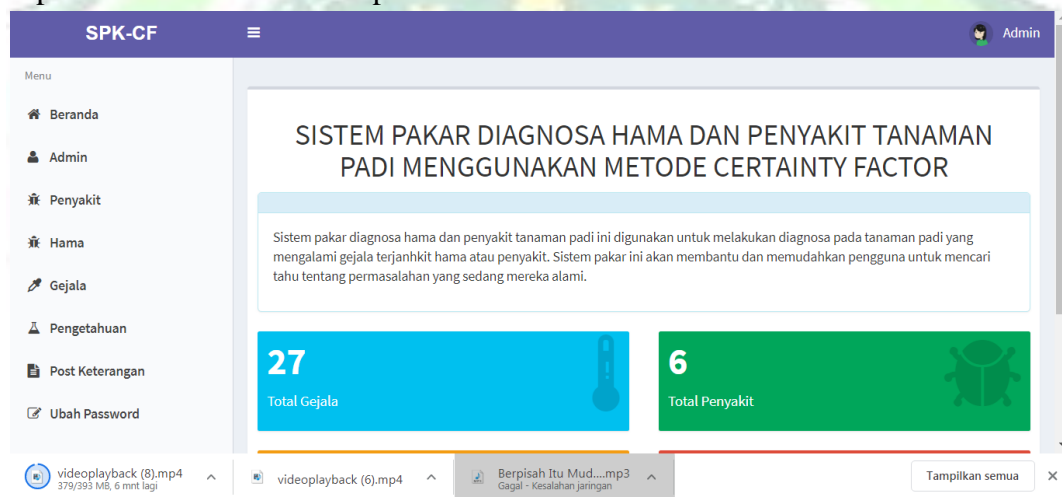 SPK-CF
Admin
Menu
Beranda
Admin
Penyakit
Hama
Gejala
Pengetahuan
Post Keterangan
Ubah Password
SISTEM PAKAR DIAGNOSA HAMA DAN PENYAKIT TANAMAN
PADI MENGGUNAKAN METODE CERTAINTY FACTOR
Sistem pakar diagnosa hama dan penyakit tanaman padi ini digunakan untuk melakukan diagnosa pada tanaman padi yang
mengalami gejala terjanhkit hama atau penyakit. Sistem pakar ini akan membantu dan memudahkan pengguna untuk mencari
tahu tentang permasalahan yang sedang mereka alami.
27
Total Gejala
6
Total Penyakit
videoplayback (8).mp4
379/393 MB, 6 mnt lagi
videoplayback (6).mp4
Berpisah Itu Mud....mp3
Gagal - Kesalahan jaringan
Tampilkan semua